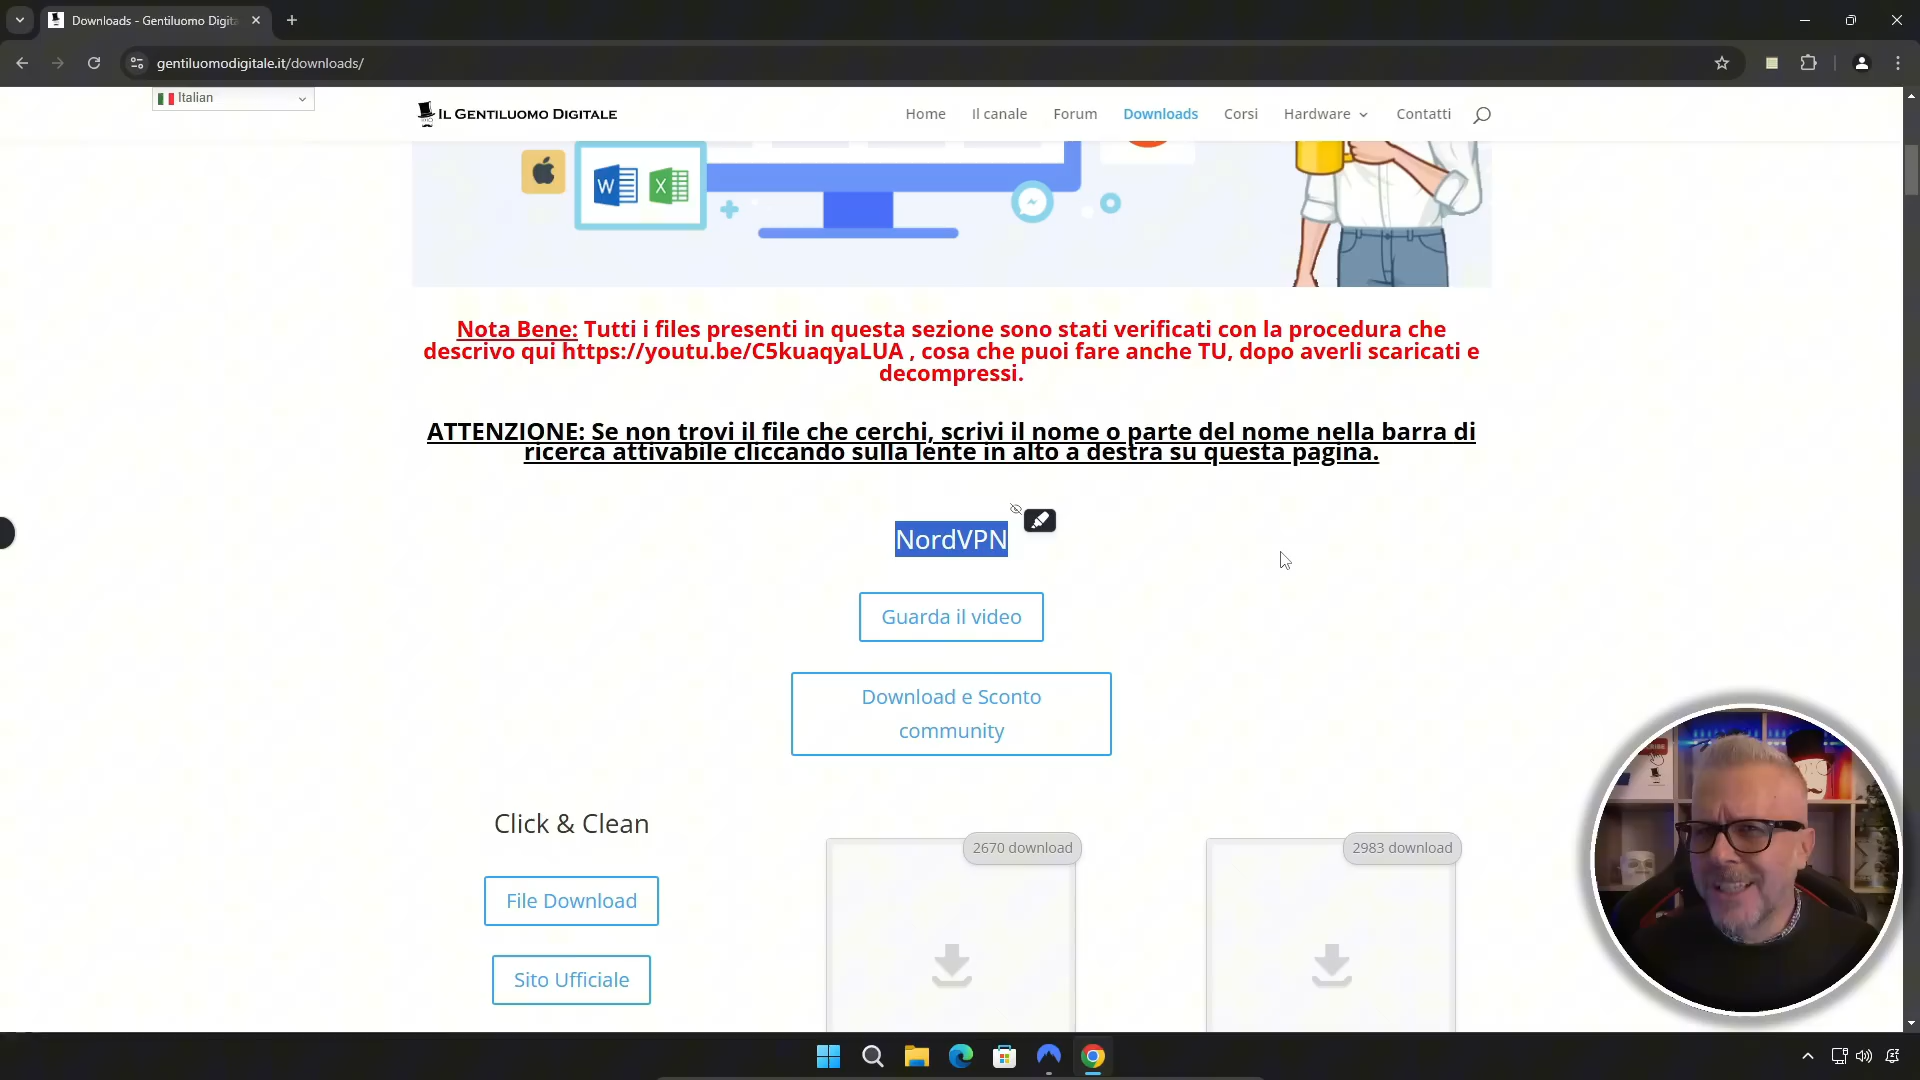 Downloads - Gentiluomo Digita
gentiluomodigitale.it/downloads/
Italian
IL GENTILUOMO DIGITALE
Home
Il canale
Forum
Downloads
Corsi
Hardware
Contatti
W
X
Nota Bene: Tutti i files presenti in questa sezione sono stati verificati con la procedura che
descrivo qui https://youtu.be/C5kuaqyaLUA , cosa che puoi fare anche TU, dopo averli scaricati e
decompressi.
ATTENZIONE: Se non trovi il file che cerchi, scrivi il nome o parte del nome nella barra di
ricerca attivabile cliccando sulla lente in alto a destra su questa pagina.
NordVPN
Guarda il video
Download e Sconto
community
Click & Clean
2670 download
2983 download
File Download
Sito Ufficiale